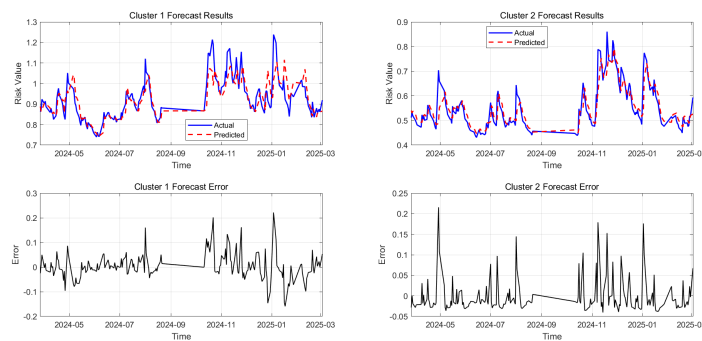 Cluster 1 Forecast Results
1.3
1.2
1.1
1
0.9
0.8
0.7
Risk Value
Actual
Predicted
2024-05 2024-07 2024-09 2024-11 2025-01 2025-03
Time
Cluster 2 Forecast Results
0.9
0.8
0.7
0.6
0.5
0.4
Risk Value
Actual
Predicted
2024-05 2024-07 2024-09 2024-11 2025-01 2025-0
Time
Cluster 1 Forecast Error
0.3
0.2
0.1
0
-0.1
-0.2
Error
2024-05 2024-07 2024-09 2024-11 2025-01 2025-03
Time
Cluster 2 Forecast Error
0.25
0.2
0.15
0.1
0.05
0
-0.05
Error
2024-05 2024-07 2024-09 2024-11 2025-01 2025-0
Time